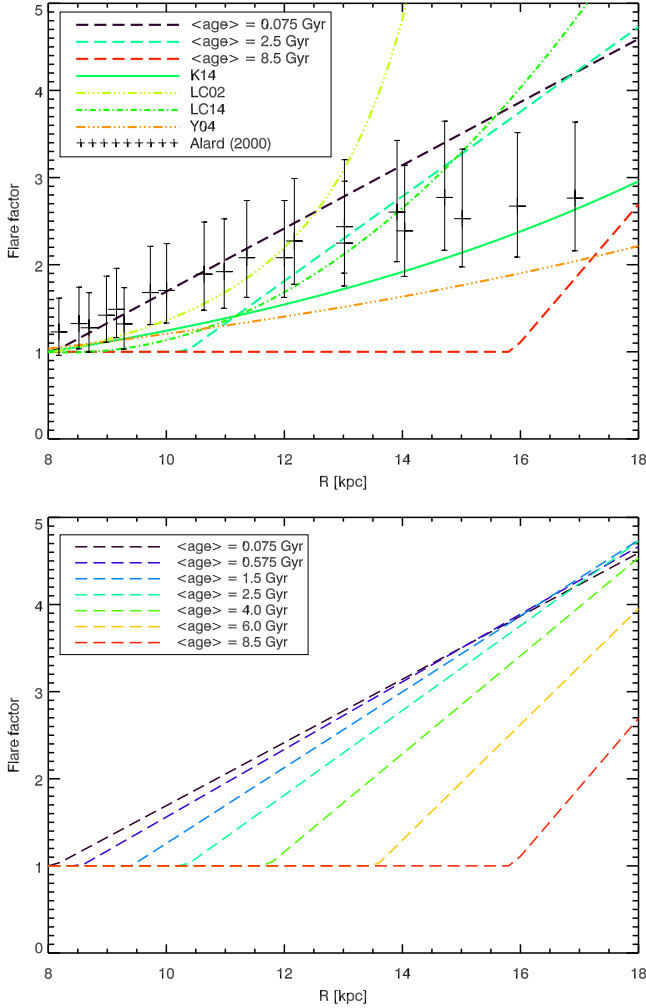 5
4
3
2
1
0
Flare factor
<age> = 0.075 Gyr
<age> = 2.5 Gyr
<age> = 8.5 Gyr
K14
LC02
LC14
Y04
Alard (2000)
8 10 12 14 16 18
R [kpc]
5
4
3
2
1
0
Flare factor
<age> = 0.075 Gyr
<age> = 0.575 Gyr
<age> = 1.5 Gyr
<age> = 2.5 Gyr
<age> = 4.0 Gyr
<age> = 6.0 Gyr
<age> = 8.5 Gyr
8 10 12 14 16 18
R [kpc]